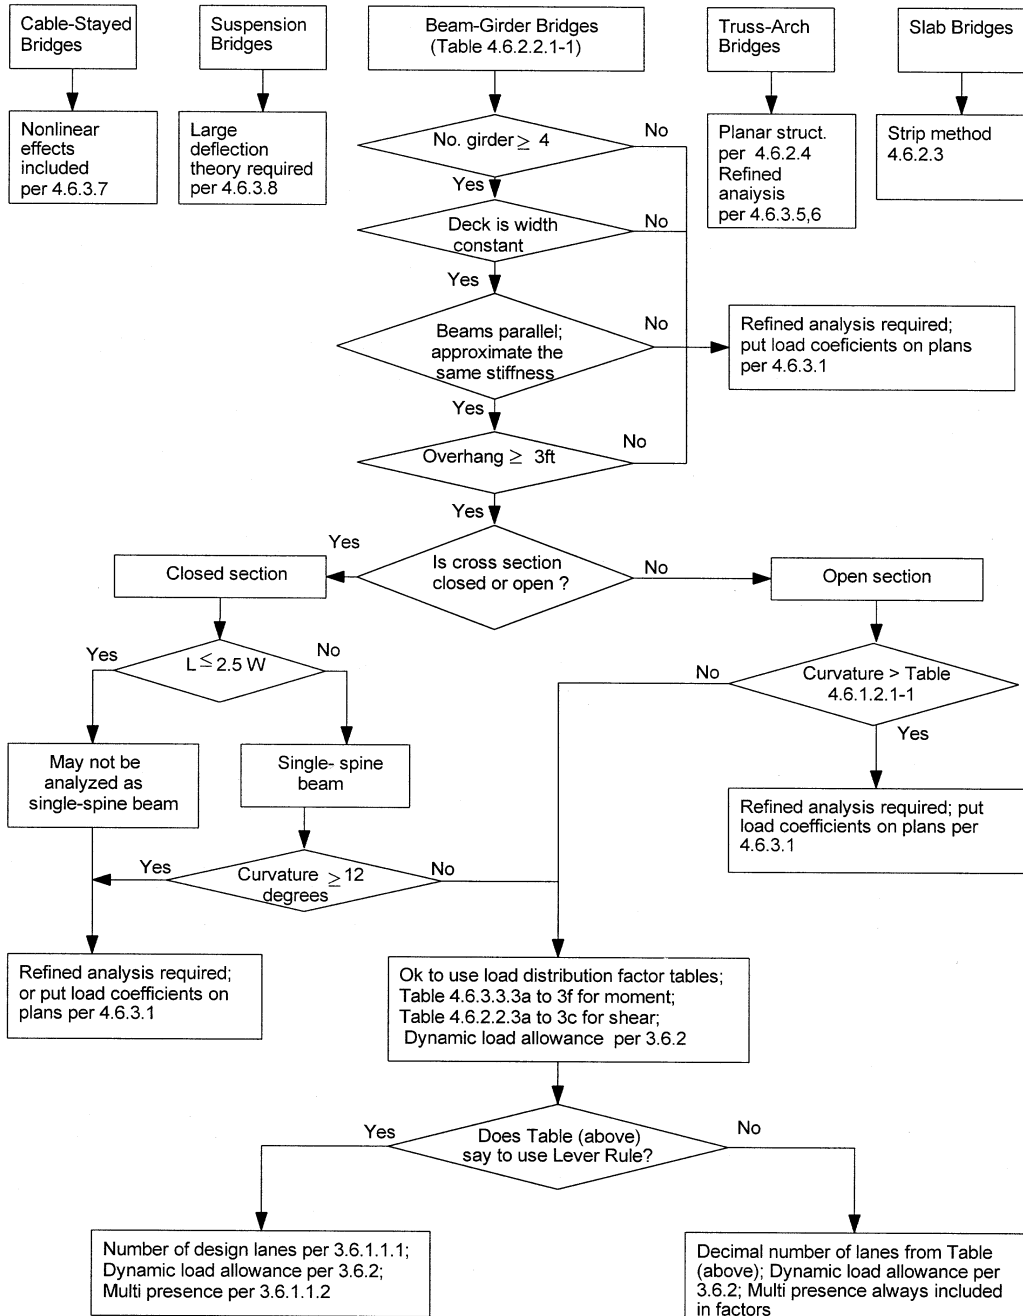 Cable-Stayed
Bridges
Suspension
Bridges
Beam-Girder Bridges
(Table 4.6.2.2.1-1)
Truss-Arch
Bridges
Slab Bridges
Nonlinear
effects
included
per 4.6.3.7
Large
deflection
theory required
per 4.6.3.8
No. girder ≥ 4
No
Yes
Planar struct.
per 4.6.2.4
Refined
anaiysis
per 4.6.3.5,6
Strip method
4.6.2.3
Deck is width
constant
No
Yes
Beams parallel;
approximate the
same stiffness
No
Yes
Refined analysis required;
put load coeficients on plans
per 4.6.3.1
Overhang ≥ 3ft
No
Yes
Is cross section
closed or open ?
Yes
No
Closed section
Open section
L ≤ 2.5 W
Yes
No
Curvature > Table
4.6.1.2.1-1
No
Yes
May not be
analyzed as
single-spine beam
Single- spine
beam
Refined analysis required; put
load coefficients on plans per
4.6.3.1
Curvature ≥ 12
degrees
Yes
No
Refined analysis required;
or put load coefficients on
plans per 4.6.3.1
Ok to use load distribution factor tables;
Table 4.6.3.3.3a to 3f for moment;
Table 4.6.2.2.3a to 3c for shear;
Dynamic load allowance per 3.6.2
Does Table (above)
say to use Lever Rule?
Yes
No
Number of design lanes per 3.6.1.1.1;
Dynamic load allowance per 3.6.2;
Multi presence per 3.6.1.1.2
Decimal number of lanes from Table
(above); Dynamic load allowance per
3.6.2; Multi presence always included
in factors